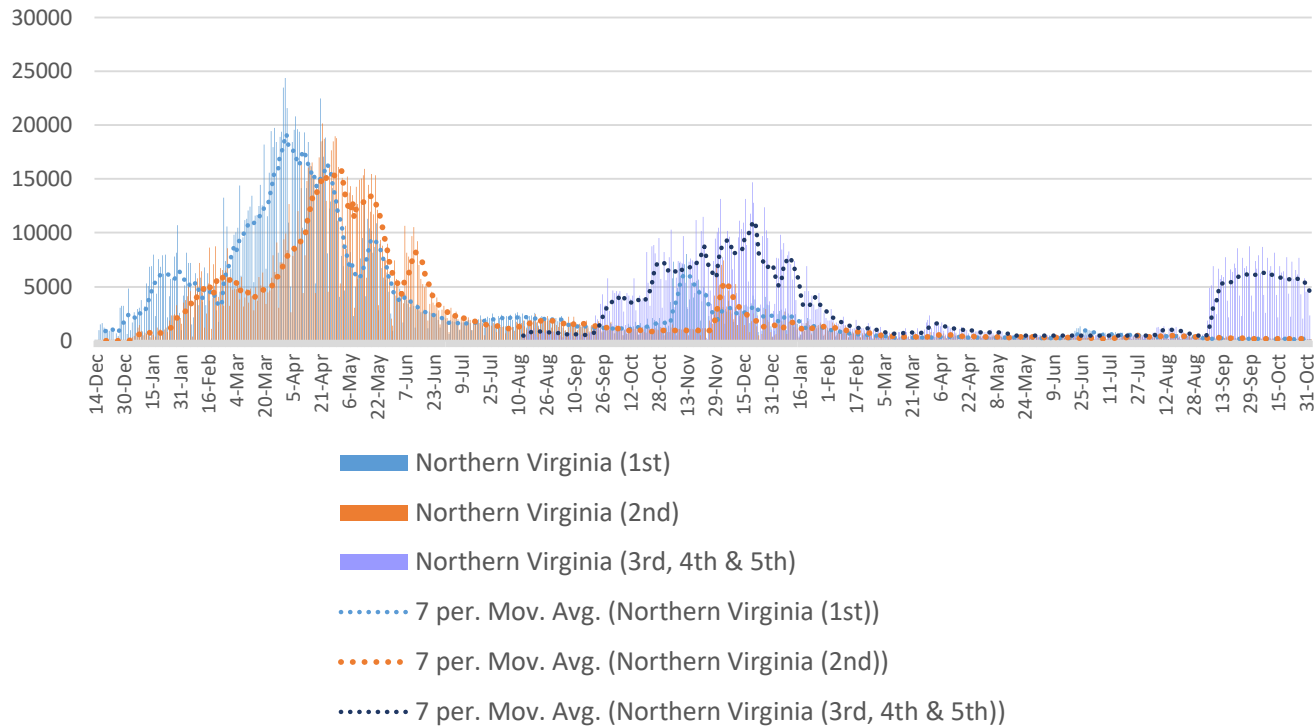 30000
25000
20000
15000
10000
5000
0
14-Dec
30-Dec
15-Jan
31-Jan
16-Feb
4-Mar
20-Mar
5-Apr
21-Apr
6-May
22-May
7-Jun
23-Jun
9-Jul
25-Jul
10-Aug
26-Aug
10-Sep
26-Sep
12-Oct
28-Oct
13-Nov
29-Nov
15-Dec
31-Dec
16-Jan
1-Feb
17-Feb
5-Mar
21-Mar
6-Apr
22-Apr
8-May
24-May
9-Jun
25-Jun
11-Jul
27-Jul
12-Aug
28-Aug
13-Sep
29-Sep
15-Oct
31-Oct
Northern Virginia (1st)
Northern Virginia (2nd)
Northern Virginia (3rd, 4th & 5th)
7 per. Mov. Avg. (Northern Virginia (1st))
7 per. Mov. Avg. (Northern Virginia (2nd))
7 per. Mov. Avg. (Northern Virginia (3rd, 4th & 5th))